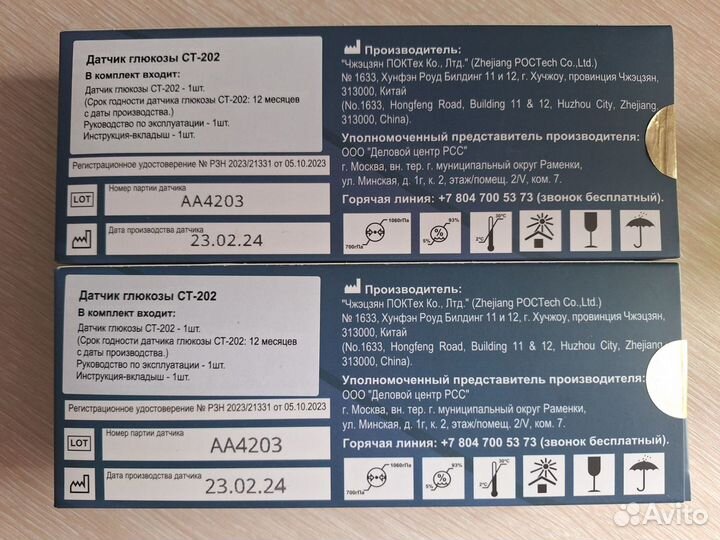 Датчик глюкозы СТ-202
В комплект входит:
Датчик глюкозы СТ-202 - 1шт.
(Срок годности датчика глюкозы СТ-202: 12 месяцев
с даты производства.)
Руководство по эксплуатации - 1шт.
Инструкция-вкладыш - 1шт.
Регистрационное удостоверение № РЗН 2023/21331 от 05.10.2023
LOT
Номер партии датчика
AA4203
Дата производства датчика
23.02.24
Производитель:
"Чжэцзян ПОКТех Ко., Лтд." (Zhejiang POCTech Co.,Ltd.)
№ 1633, Хунфэн Роуд Билдинг 11 и 12, г. Хучжоу, провинция Чжэцзян,
313000, Китай
(No.1633, Hongfeng Road, Building 11 & 12, Huzhou City, Zhejiang,
313000, China).
Уполномоченный представитель производителя:
ООО "Деловой центр РСС"
г. Москва, вн. тер. г. муниципальный округ Раменки,
ул. Минская, д. 1г, к. 2, этаж/помещ. 2/V, ком. 7.
Горячая линия: +7 804 700 53 73 (звонок бесплатный).
1060гПа
700гПа
93%
5%
30°C
2°C
Датчик глюкозы СТ-202
В комплект входит:
Датчик глюкозы СТ-202 - 1шт.
(Срок годности датчика глюкозы СТ-202: 12 месяцев
с даты производства.)
Руководство по эксплуатации - 1шт.
Инструкция-вкладыш - 1шт.
Регистрационное удостоверение № РЗН 2023/21331 от 05.10.2023
LOT
Номер партии датчика
AA4203
Дата производства датчика
23.02.24
Производитель:
"Чжэцзян ПОКТех Ко., Лтд." (Zhejiang POCTech Co.,Ltd.)
№ 1633, Хунфэн Роуд Билдинг 11 и 12, г. Хучжоу, провинция Чжэцзян,
313000, Китай
(No.1633, Hongfeng Road, Building 11 & 12, Huzhou City, Zhejiang,
313000, China).
Уполномоченный представитель производителя:
ООО "Деловой центр РСС"
г. Москва, вн. тер. г. муниципальный округ Раменки,
ул. Минская, д. 1г, к. 2, этаж/помещ. 2/V, ком. 7.
Горячая линия: +7 804 700 53 73 (звонок бесплатный).
1060гПа
700гПа
93%
5%
30°C
2°C
Avito